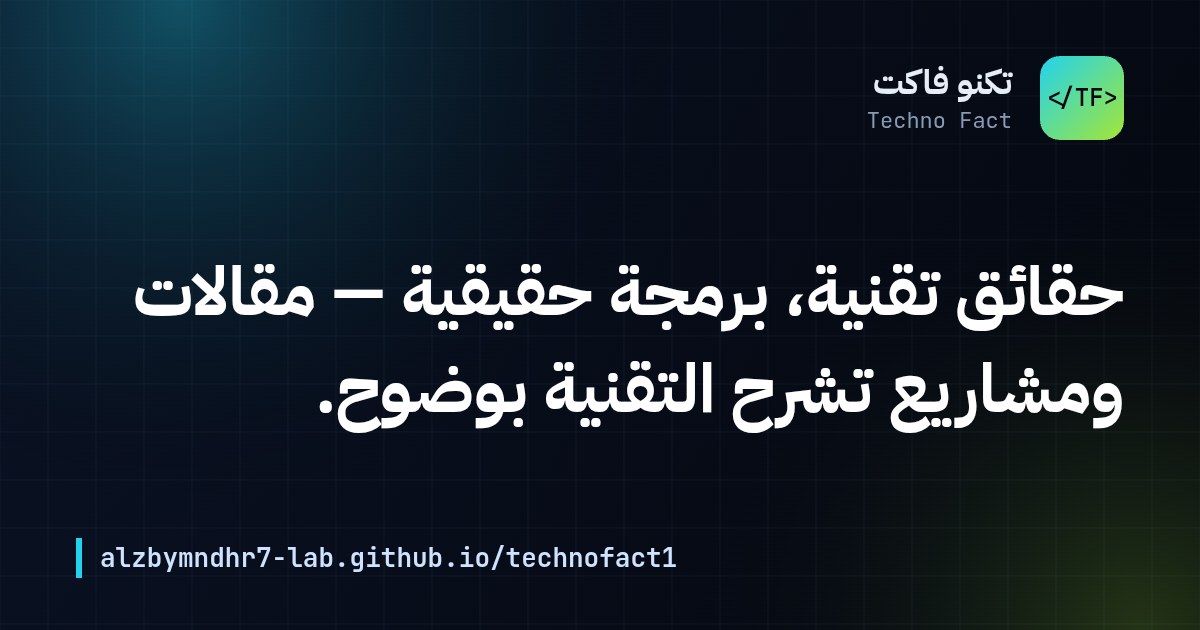 </TF>
تكنو فاكت
Techno Fact
حقائق تقنية، برمجة حقيقية — مقالات
ومشاريع تشرح التقنية بوضوح.
alzbymndhr7-lab.github.io/technofact1